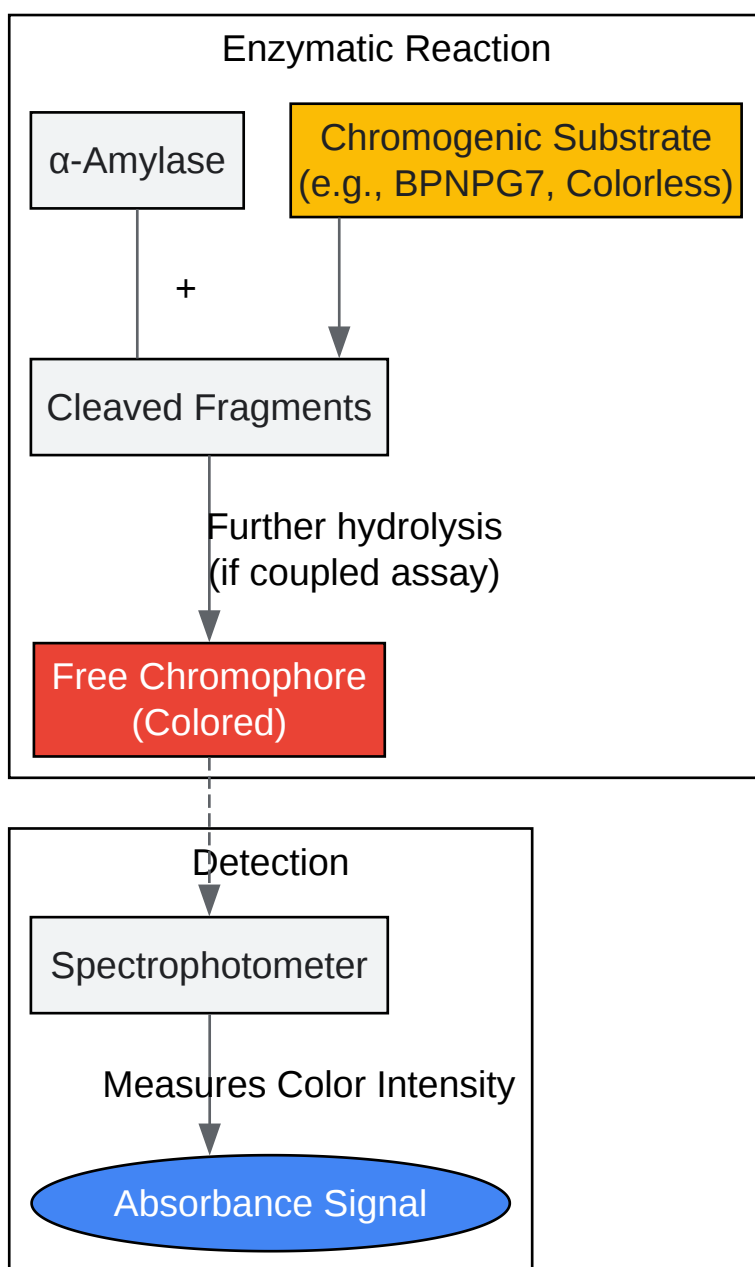 Enzymatic Reaction
α-Amylase
Chromogenic Substrate
(e.g., BPNPG7, Colorless)
+
Cleaved Fragments
Further hydrolysis
(if coupled assay)
Free Chromophore
(Colored)
Detection
Spectrophotometer
Measures Color Intensity
Absorbance Signal